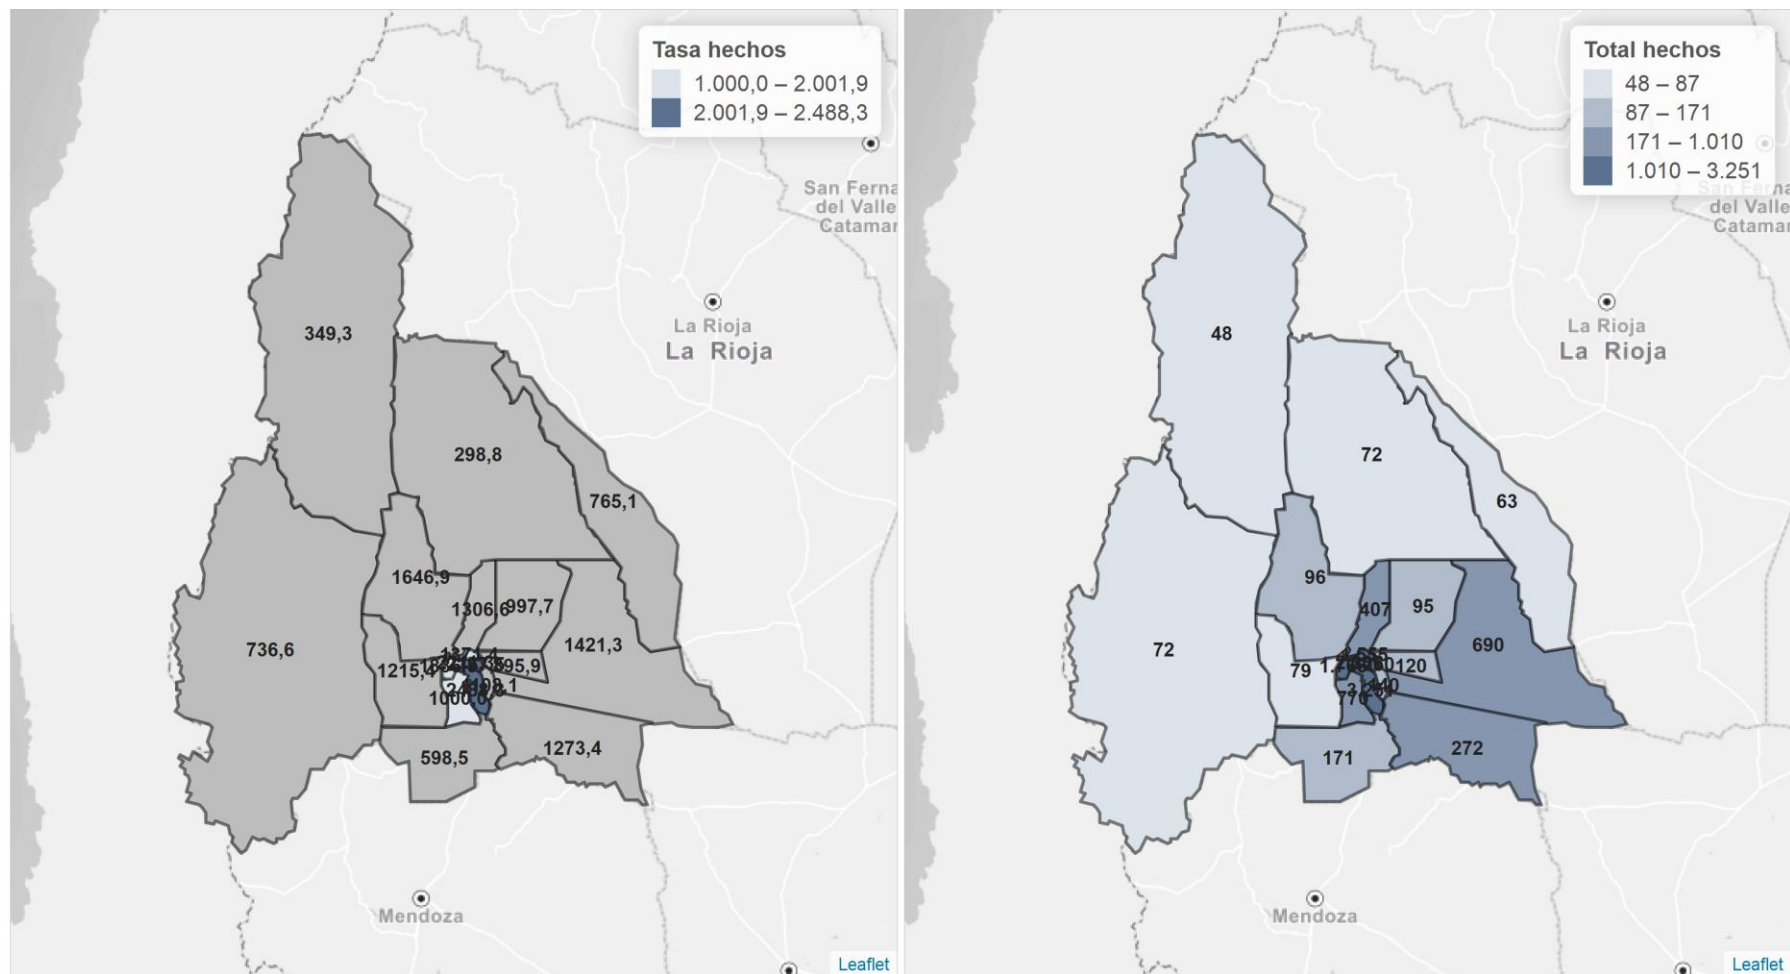 Tasa hechos
1.000,0 – 2.001,9
2.001,9 – 2.488,3
San Ferna
del Valle
Catamar
La Rioja
La Rioja
349,3
298,8
765,1
1646,9
1306,6
997,7
736,6
1421,3
1215,4
895,9
1000,0
598,5
1273,4
Mendoza
Leaflet
Total hechos
48 – 87
87 – 171
171 – 1.010
1.010 – 3.251
San Ferna
del Valle
Catamar
La Rioja
La Rioja
48
72
63
96
407
95
72
690
79
120
770
171
272
Mendoza
Leaflet